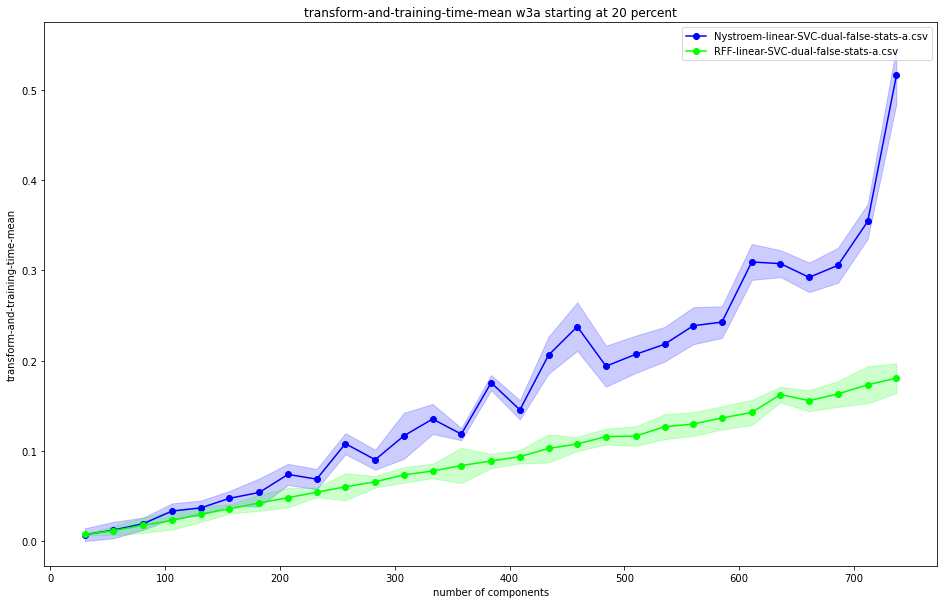 transform-and-training-time-mean w3a starting at 20 percent
Nystroem-linear-SVC-dual-false-stats-a.csv
RFF-linear-SVC-dual-false-stats-a.csv
transform-and-training-time-mean
0.5
0.4
0.3
0.2
0.1
0.0
0 100 200 300 400 500 600 700
number of components